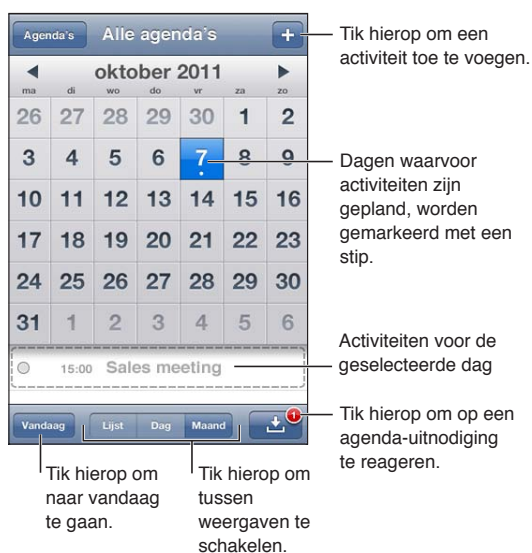 Agenda's Alle agenda's +
oktober 2011
ma di wo do vr za zo
26 27 28 29 30 1 2
3 4 5 6 7 8 9
10 11 12 13 14 15 16
17 18 19 20 21 22 23
24 25 26 27 28 29 30
31 1 2 3 4 5 6
15:00 Sales meeting
Vandaag Lijst Dag Maand 1
Tik hierop om een
activiteit toe te voegen.
Dagen waarvoor
activiteiten zijn
gepland, worden
gemarkeerd met een
stip.
Activiteiten voor de
geselecteerde dag
Tik hierop om op een
agenda-uitnodiging
te reageren.
Tik hierop om
naar vandaag
te gaan.
Tik hierop om
tussen
weergaven te
schakelen.